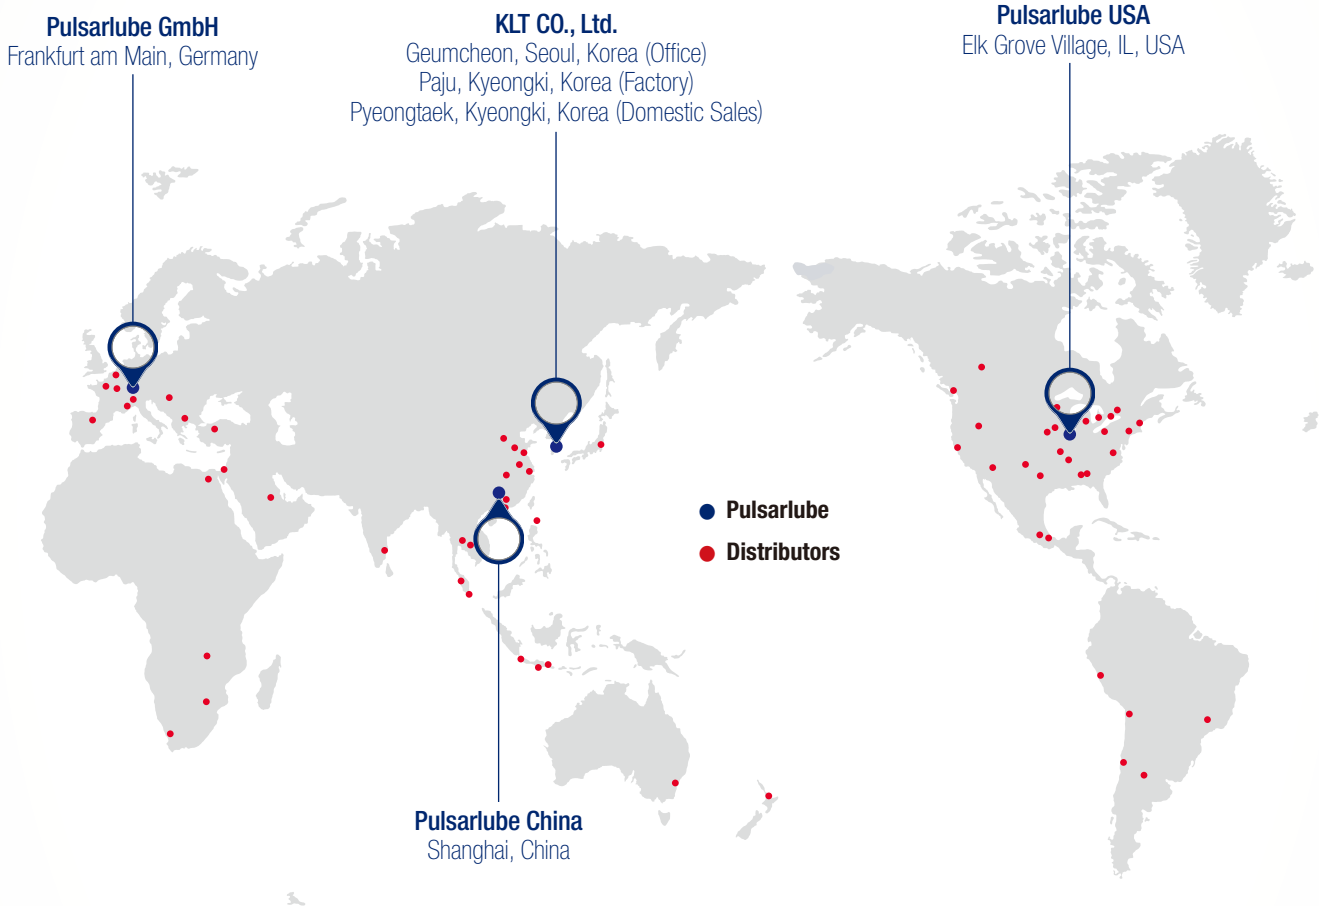 Pulsarlube GmbH
Frankfurt am Main, Germany
KLT CO., Ltd.
Geumcheon, Seoul, Korea (Office)
Paju, Kyeongki, Korea (Factory)
Pyeongtaek, Kyeongki, Korea (Domestic Sales)
Pulsarlube USA
Elk Grove Village, IL, USA
Pulsarlube
Distributors
Pulsarlube China
Shanghai, China